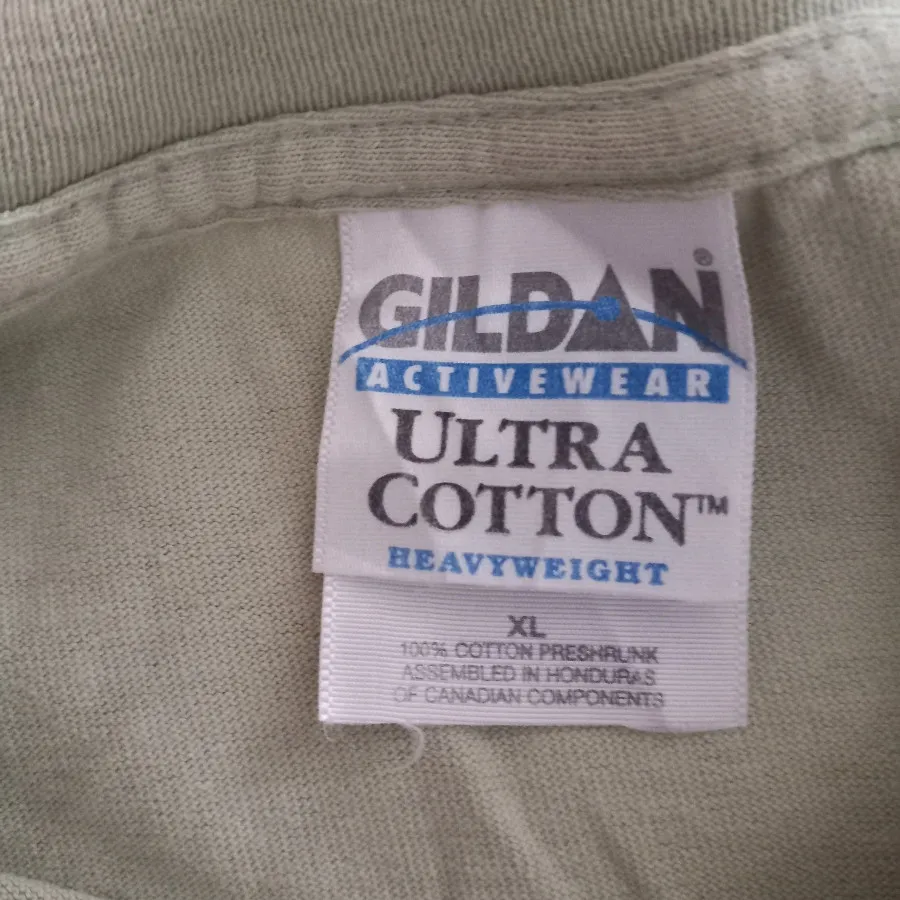 GILDAN®
ACTIVEWEAR
ULTRA
COTTON™
HEAVYWEIGHT
XL
100% COTTON PRESHRUNK
ASSEMBLED IN HONDURAS
OF CANADIAN COMPONENTS